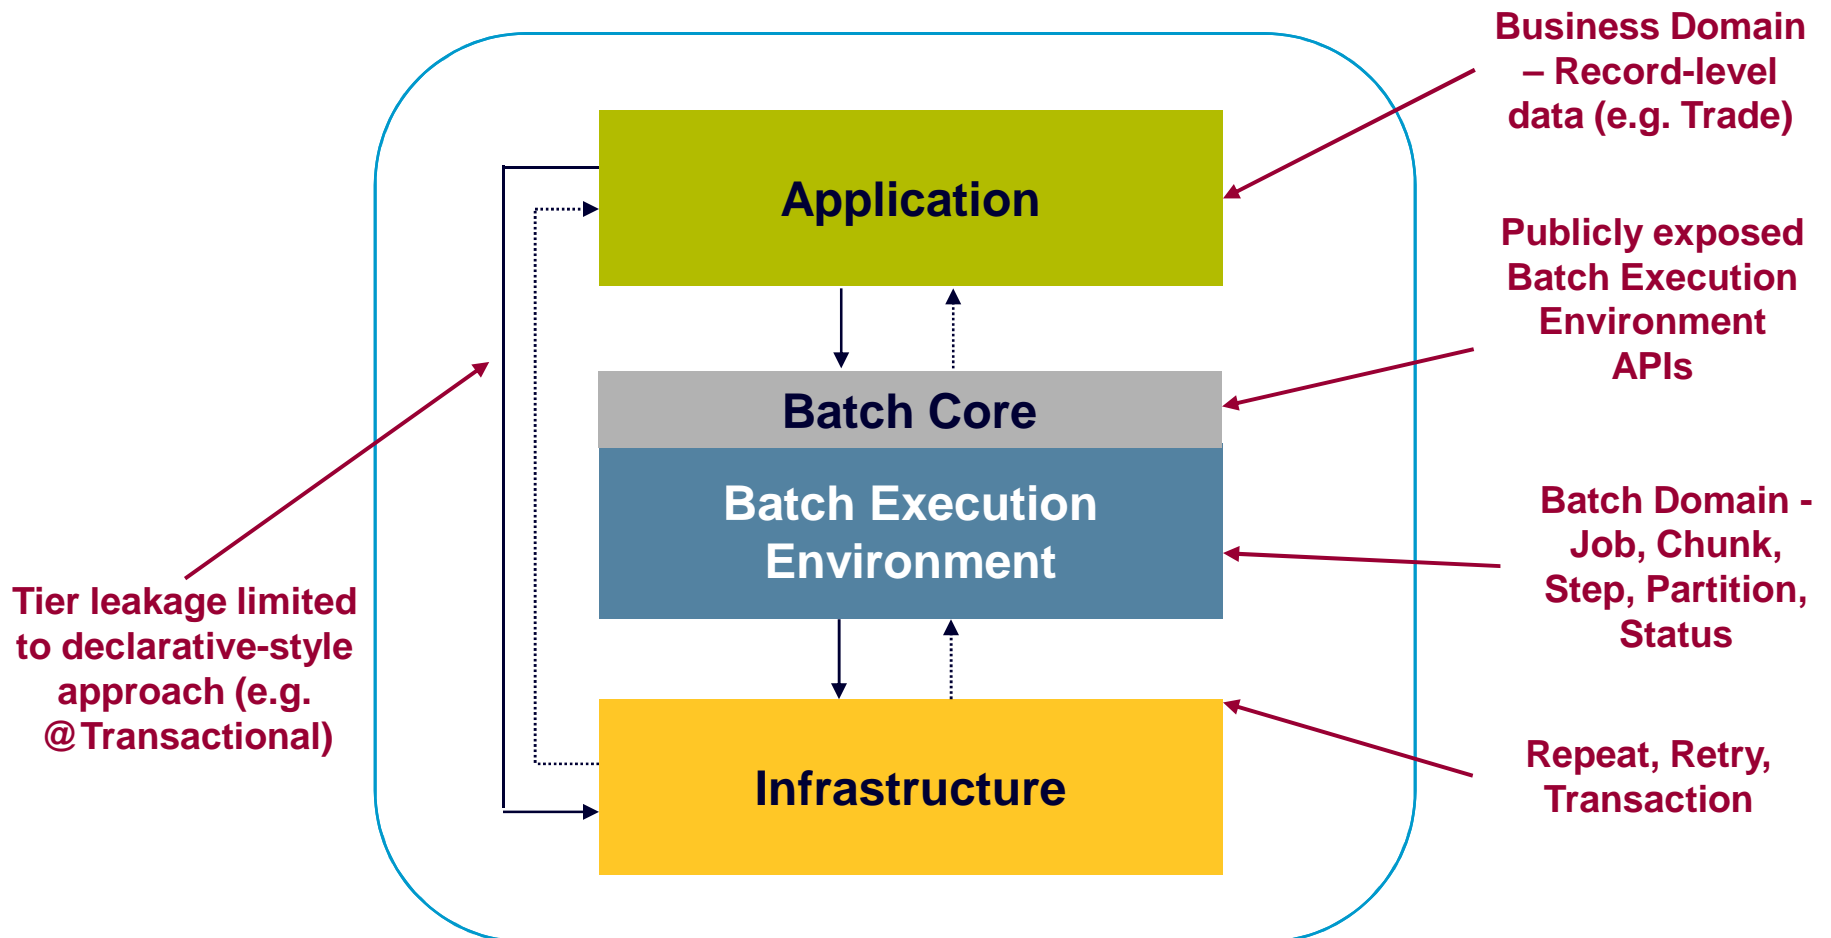 Business Domain
– Record-level
data (e.g. Trade)
Application
Publicly exposed
Batch Execution
Environment
APIs
Batch Core
Batch Execution
Environment
Batch Domain -
Job, Chunk,
Step, Partition,
Status
Tier leakage limited
to declarative-style
approach (e.g.
@Transactional)
Infrastructure
Repeat, Retry,
Transaction